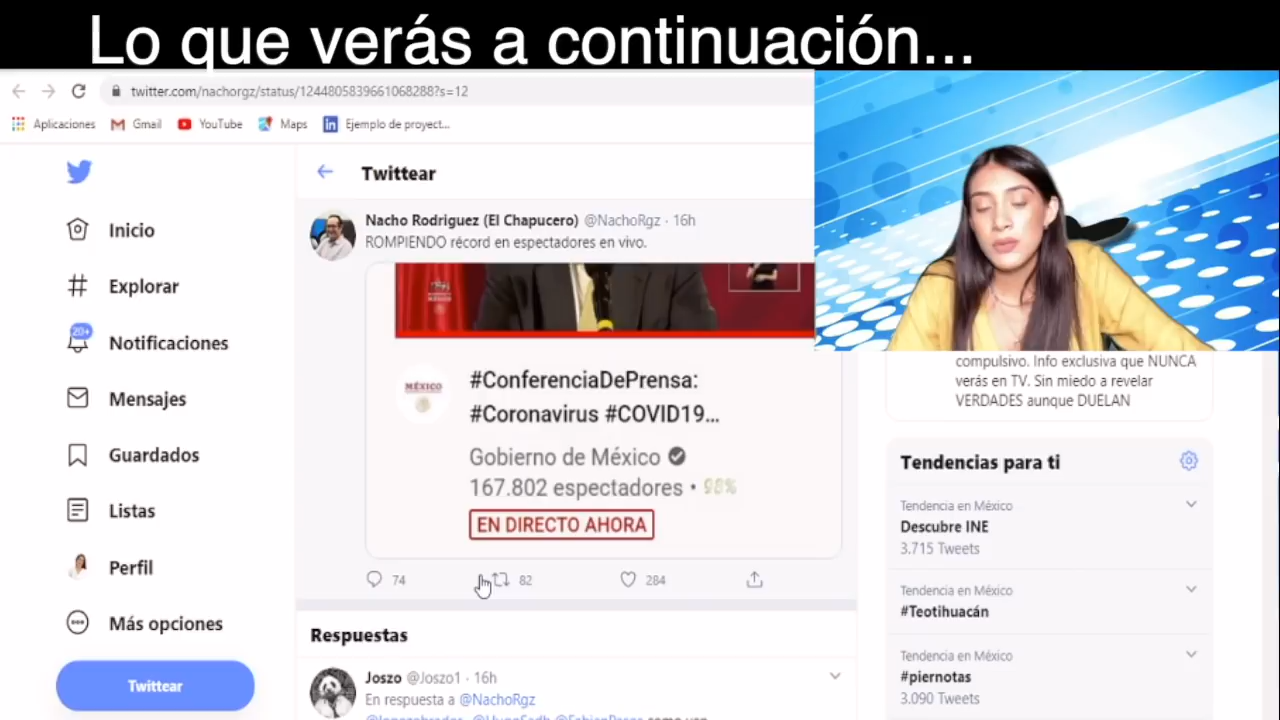 Lo que verás a continuación...
twitter.com/nachorgz/status/1244805839661068288?s=12
Aplicaciones
Gmail
YouTube
Maps
Ejemplo de proyect...
Inicio
Explorar
20+
Notificaciones
Mensajes
Guardados
Listas
Perfil
Más opciones
Twittear
Twittear
Nacho Rodriguez (El Chapucero) @NachoRgz · 16h
ROMPIENDO récord en espectadores en vivo.
MÉXICO
#ConferenciaDePrensa:
#Coronavirus #COVID19...
Gobierno de México
167.802 espectadores • 98%
EN DIRECTO AHORA
74
82
284
Respuestas
Joszo @Joszo1 · 16h
En respuesta a @NachoRgz
compulsivo. Info exclusiva que NUNCA
verás en TV. Sin miedo a revelar
VERDADES aunque DUELAN
Tendencias para ti
Tendencia en México
Descubre INE
3.715 Tweets
Tendencia en México
#Teotihuacán
Tendencia en México
#piernotas
3.090 Tweets